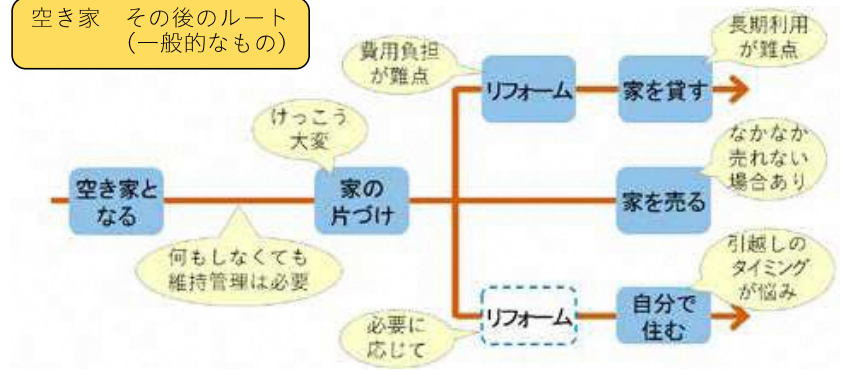 空き家　その後のルート
（一般的なもの）
費用負担
が難点
長期利用
が難点
リフォーム
家を貸す
けっこう
大変
なかなか
売れない
場合あり
空き家と
なる
家の
片づけ
家を売る
何もしなくても
維持管理は必要
引越しの
タイミング
が悩み
必要に
応じて
リフォーム
自分で
住む